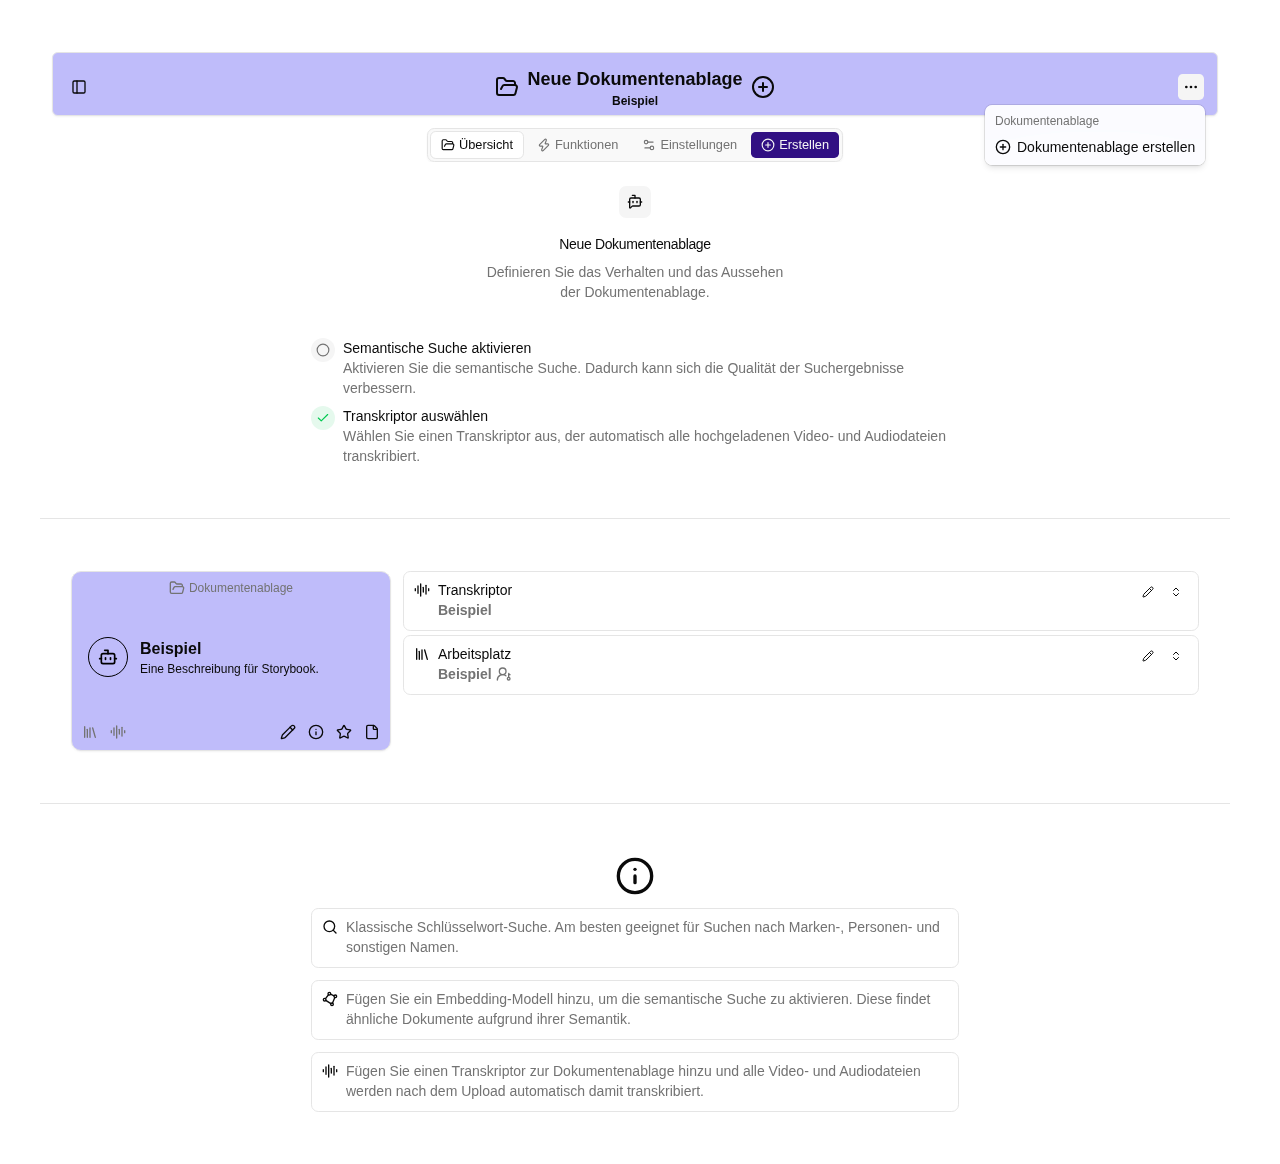 Neue Dokumentenablage
Beispiel
Dokumentenablage
Dokumentenablage erstellen
Übersicht
Funktionen
Einstellungen
Erstellen
Neue Dokumentenablage
Definieren Sie das Verhalten und das Aussehen
der Dokumentenablage.
Semantische Suche aktivieren
Aktivieren Sie die semantische Suche. Dadurch kann sich die Qualität der Suchergebnisse
verbessern.
Transkriptor auswählen
Wählen Sie einen Transkriptor aus, der automatisch alle hochgeladenen Video- und Audiodateien
transkribiert.
Dokumentenablage
Beispiel
Eine Beschreibung für Storybook.
Transkriptor
Beispiel
Arbeitsplatz
Beispiel
Klassische Schlüsselwort-Suche. Am besten geeignet für Suchen nach Marken-, Personen- und
sonstigen Namen.
Fügen Sie ein Embedding-Modell hinzu, um die semantische Suche zu aktivieren. Diese findet
ähnliche Dokumente aufgrund ihrer Semantik.
Fügen Sie einen Transkriptor zur Dokumentenablage hinzu und alle Video- und Audiodateien
werden nach dem Upload automatisch damit transkribiert.